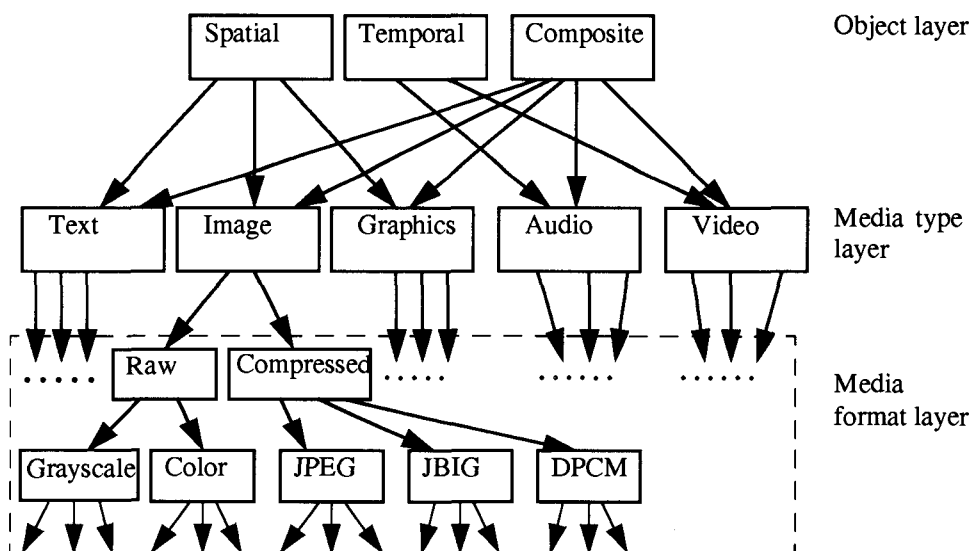 Spatial
Temporal
Composite
Object layer
Text
Image
Graphics
Audio
Video
Media type
layer
Raw
Compressed
Media
format layer
Grayscale
Color
JPEG
JBIG
DPCM